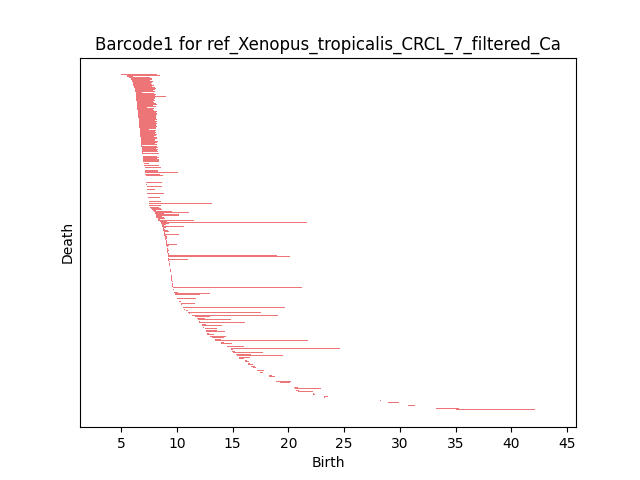 Barcode1 for ref_Xenopus_tropicalis_CRCL_7_filtered_Ca
Death
5 10 15 20 25 30 35 40 45
Birth